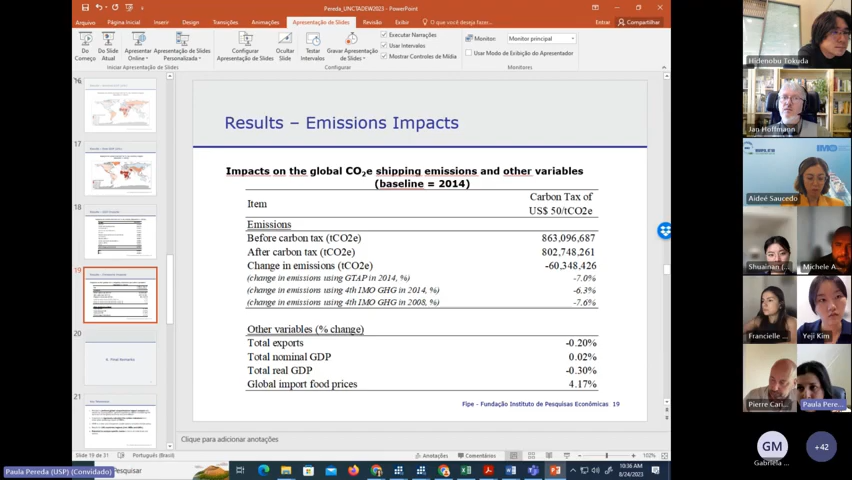 Pereda_UNCTADEW2023 - PowerPoint
Arquivo Página Inicial Inserir Design Transições Animações Apresentação de Slides Revisão Exibir O que você deseja fazer... Entrar Compartilhar
Do Começo
Do Slide Atual
Apresentar Online
Apresentação de Slides Personalizada
Iniciar Apresentação de Slides
Configurar Apresentação de Slides
Ocultar Slide
Testar Intervalos
Gravar Apresentação de Slides
Executar Narrações
Usar Intervalos
Mostrar Controles de Mídia
Configurar
Monitor: Monitor principal
Usar Modo de Exibição do Apresentador
Monitores
16
17
18
19
20
21
Results – Emissions Impacts
Impacts on the global CO2e shipping emissions and other variables
(baseline = 2014)
Item Carbon Tax of US$ 50/tCO2e
Emissions
Before carbon tax (tCO2e) 863,096,687
After carbon tax (tCO2e) 802,748,261
Change in emissions (tCO2e) -60,348,426
(change in emissions using GTAP in 2014, %) -7.0%
(change in emissions using 4th IMO GHG in 2014, %) -6.3%
(change in emissions using 4th IMO GHG in 2008, %) -7.6%
Other variables (% change)
Total exports -0.20%
Total nominal GDP 0.02%
Total real GDP -0.30%
Global import food prices 4.17%
Fipe - Fundação Instituto de Pesquisas Econômicas 19
Clique para adicionar anotações
Slide 19 de 31 Português (Brasil) Anotações Comentários 102%
Paula Pereda (USP) (Convidado)
Pesquisar
10:36 AM
8/24/2023
Hidenobu Tokuda
Jan Hoffmann
IMO
Aideé Saucedo
Shuainan ...
Michele A...
Francielle ...
Yeji Kim
Pierre Cari...
Paula Pere...
GM
Gabriela ...
+42